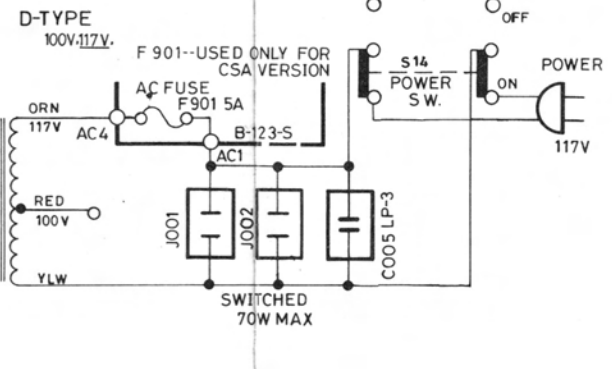 D-TYPE
100V.117V.
OFF
F 901--USED ONLY FOR
CSA VERSION
S14
POWER
SW.
ON
POWER
117V
AC FUSE
F901 5A
ORN
117V
AC4
B-123-S
AC1
RED
100V
J001
J002
C005 LP-3
YLW
SWITCHED
70W MAX